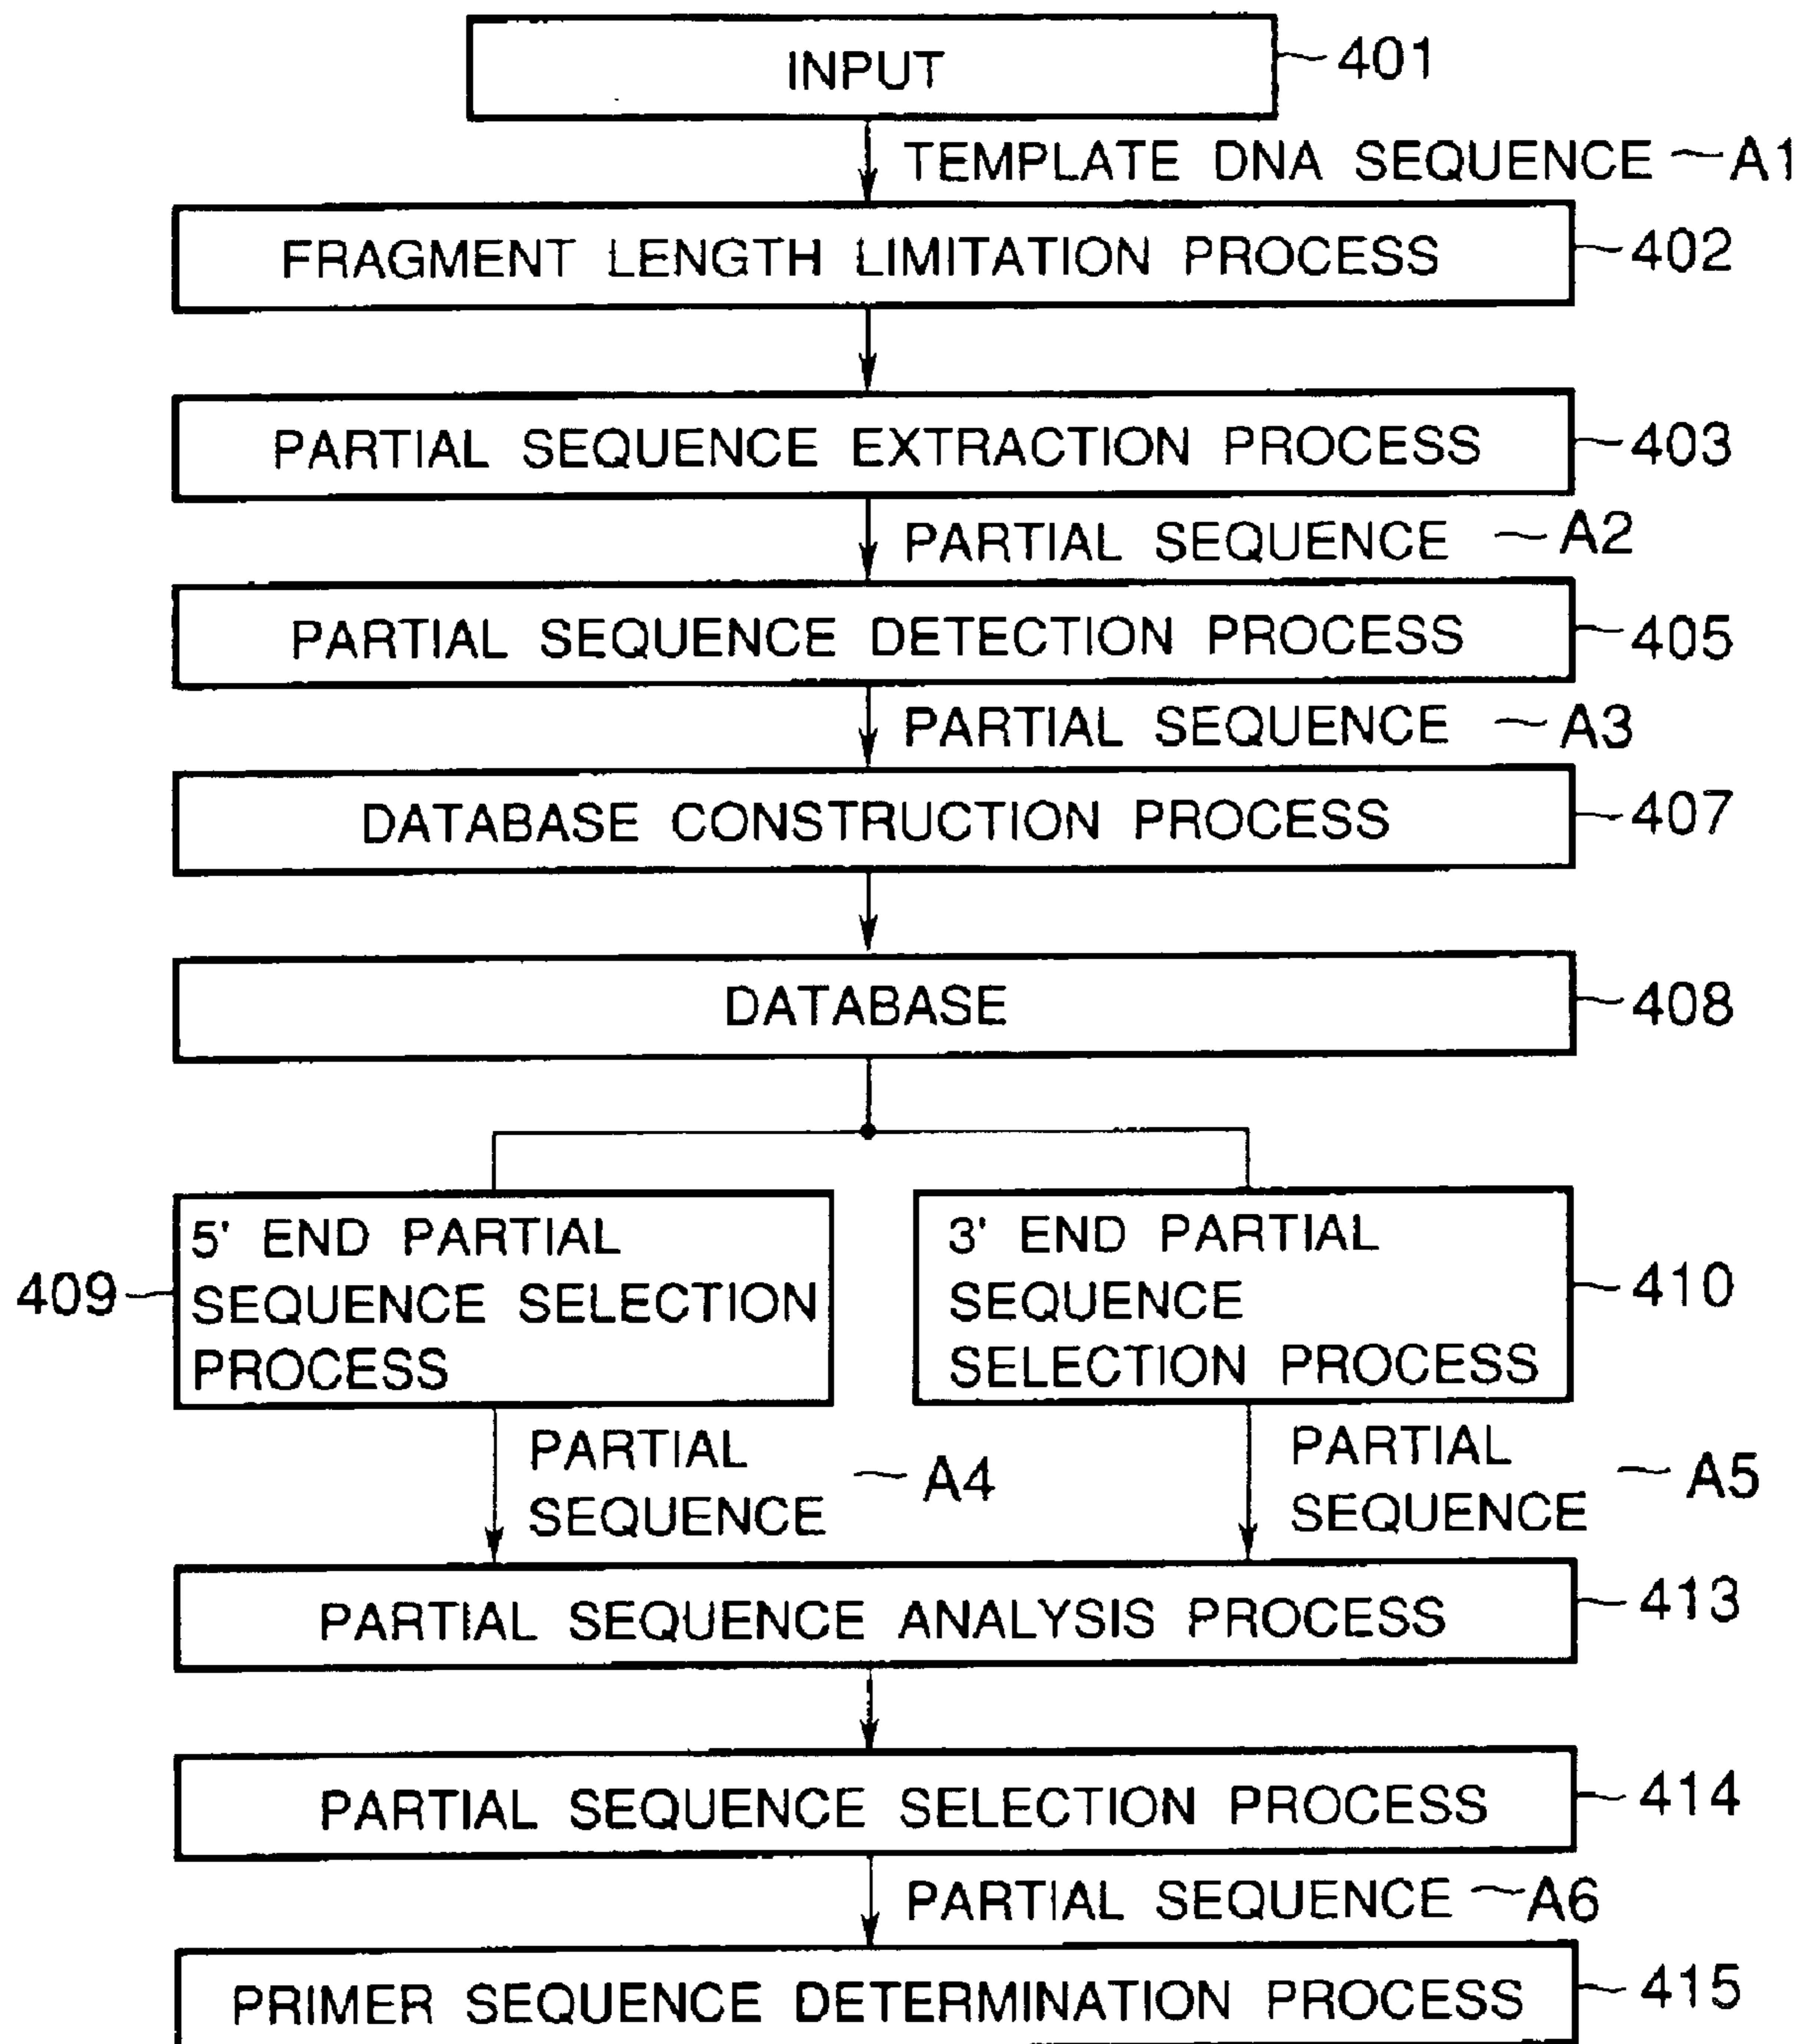 INPUT 401
TEMPLATE DNA SEQUENCE A1
FRAGMENT LENGTH LIMITATION PROCESS 402
PARTIAL SEQUENCE EXTRACTION PROCESS 403
PARTIAL SEQUENCE A2
PARTIAL SEQUENCE DETECTION PROCESS 405
PARTIAL SEQUENCE A3
DATABASE CONSTRUCTION PROCESS 407
DATABASE 408
409
5' END PARTIAL
SEQUENCE SELECTION
PROCESS
3' END PARTIAL
SEQUENCE
SELECTION PROCESS
410
PARTIAL
SEQUENCE
A4
PARTIAL
SEQUENCE
A5
PARTIAL SEQUENCE ANALYSIS PROCESS 413
PARTIAL SEQUENCE SELECTION PROCESS 414
PARTIAL SEQUENCE A6
PRIMER SEQUENCE DETERMINATION PROCESS 415